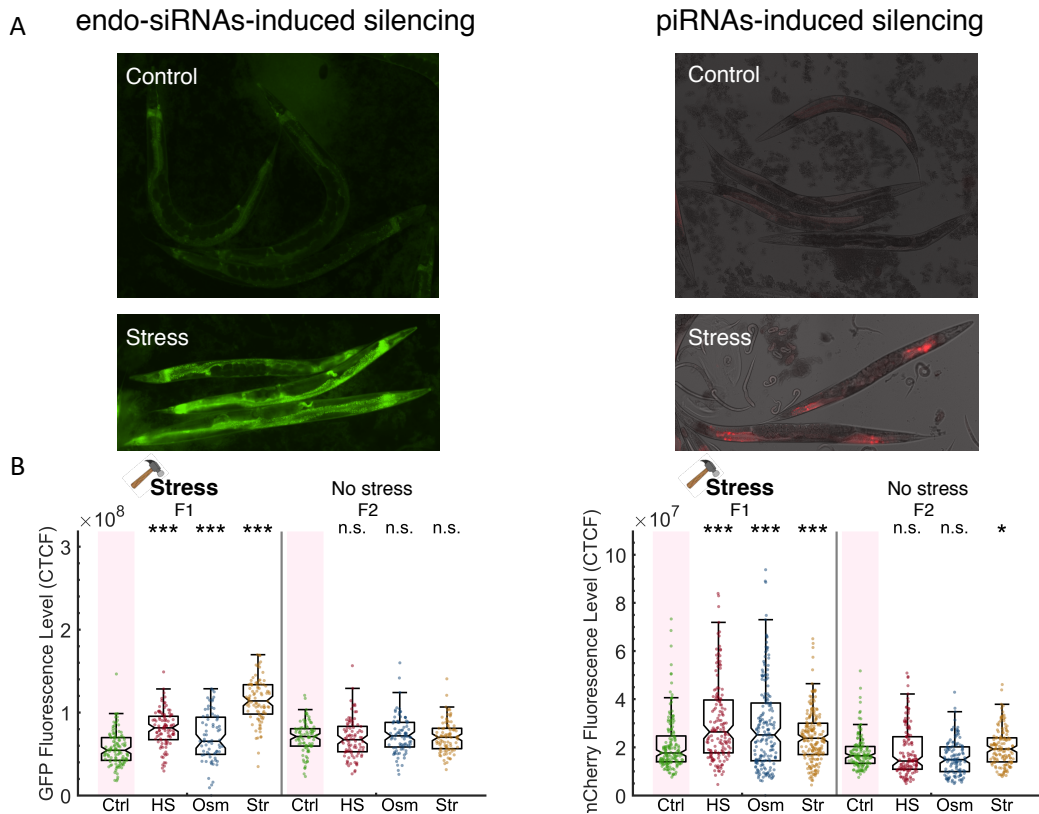 A
endo-siRNAs-induced silencing
piRNAs-induced silencing
Control
Control
Stress
Stress
B
Stress
F1
No stress
F2
×10⁸
*** *** ***
n.s. n.s. n.s.
GFP Fluorescence Level (CTCF)
3
2
1
0
Ctrl HS Osm Str Ctrl HS Osm Str
Stress
F1
No stress
F2
×10⁷
*** *** ***
n.s. n.s. *
mCherry Fluorescence Level (CTCF)
10
8
6
4
2
0
Ctrl HS Osm Str Ctrl HS Osm Str